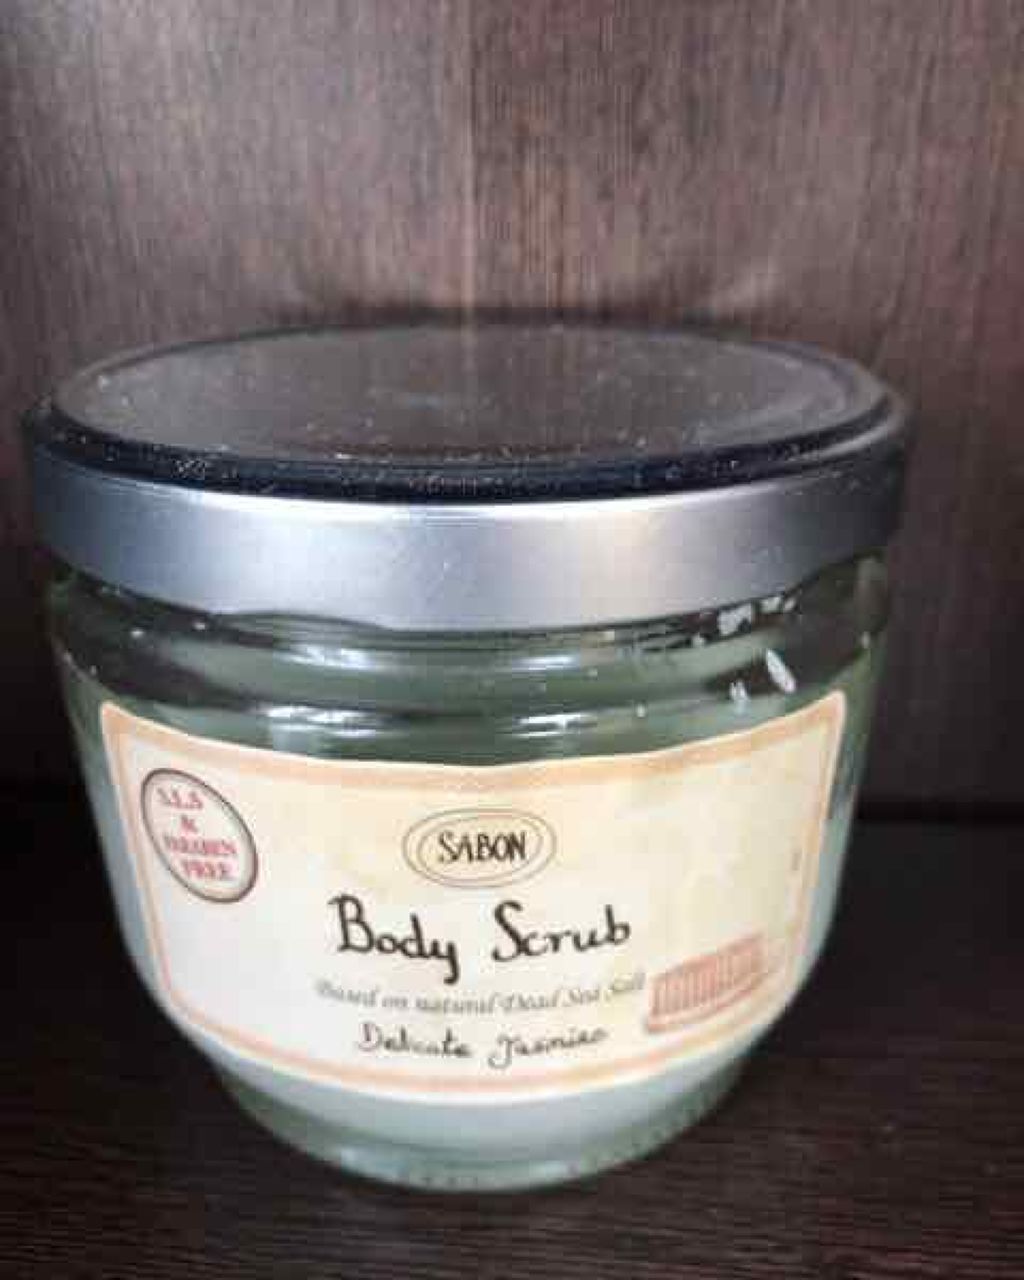 S.L.S
&
PARABEN
FREE
SABON
Body Scrub
Based on natural Dead Sea Salt
Delicate Jasmine